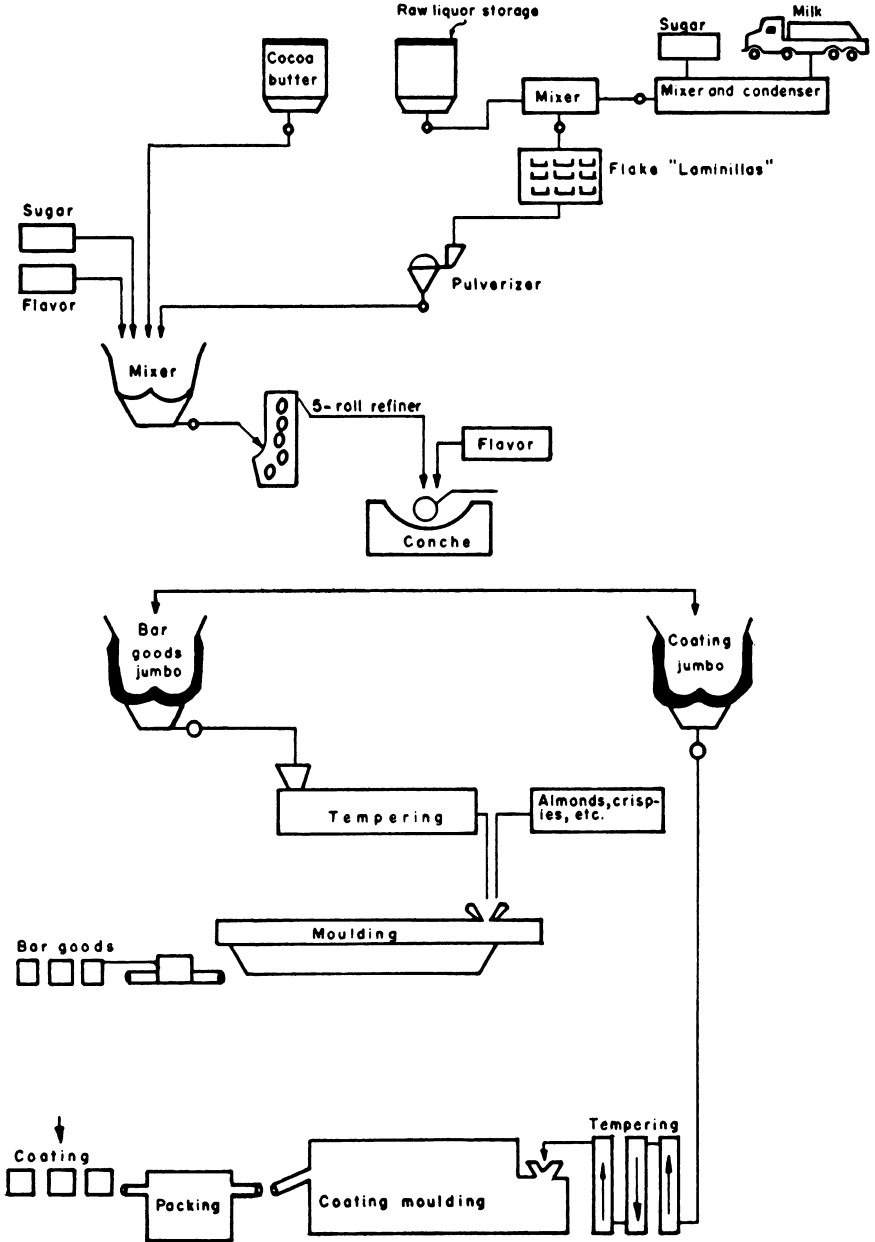 Raw liquor storage
Milk
Sugar
Cocoa
butter
Mixer
Mixer and condenser
Flake "Laminillas"
Sugar
Flavor
Pulverizer
Mixer
5-roll refiner
Flavor
Conche
Bar
goods
jumbo
Coating
jumbo
Tempering
Almonds, crisp-
ies, etc.
Moulding
Bar goods
Tempering
Coating
Packing
Coating moulding